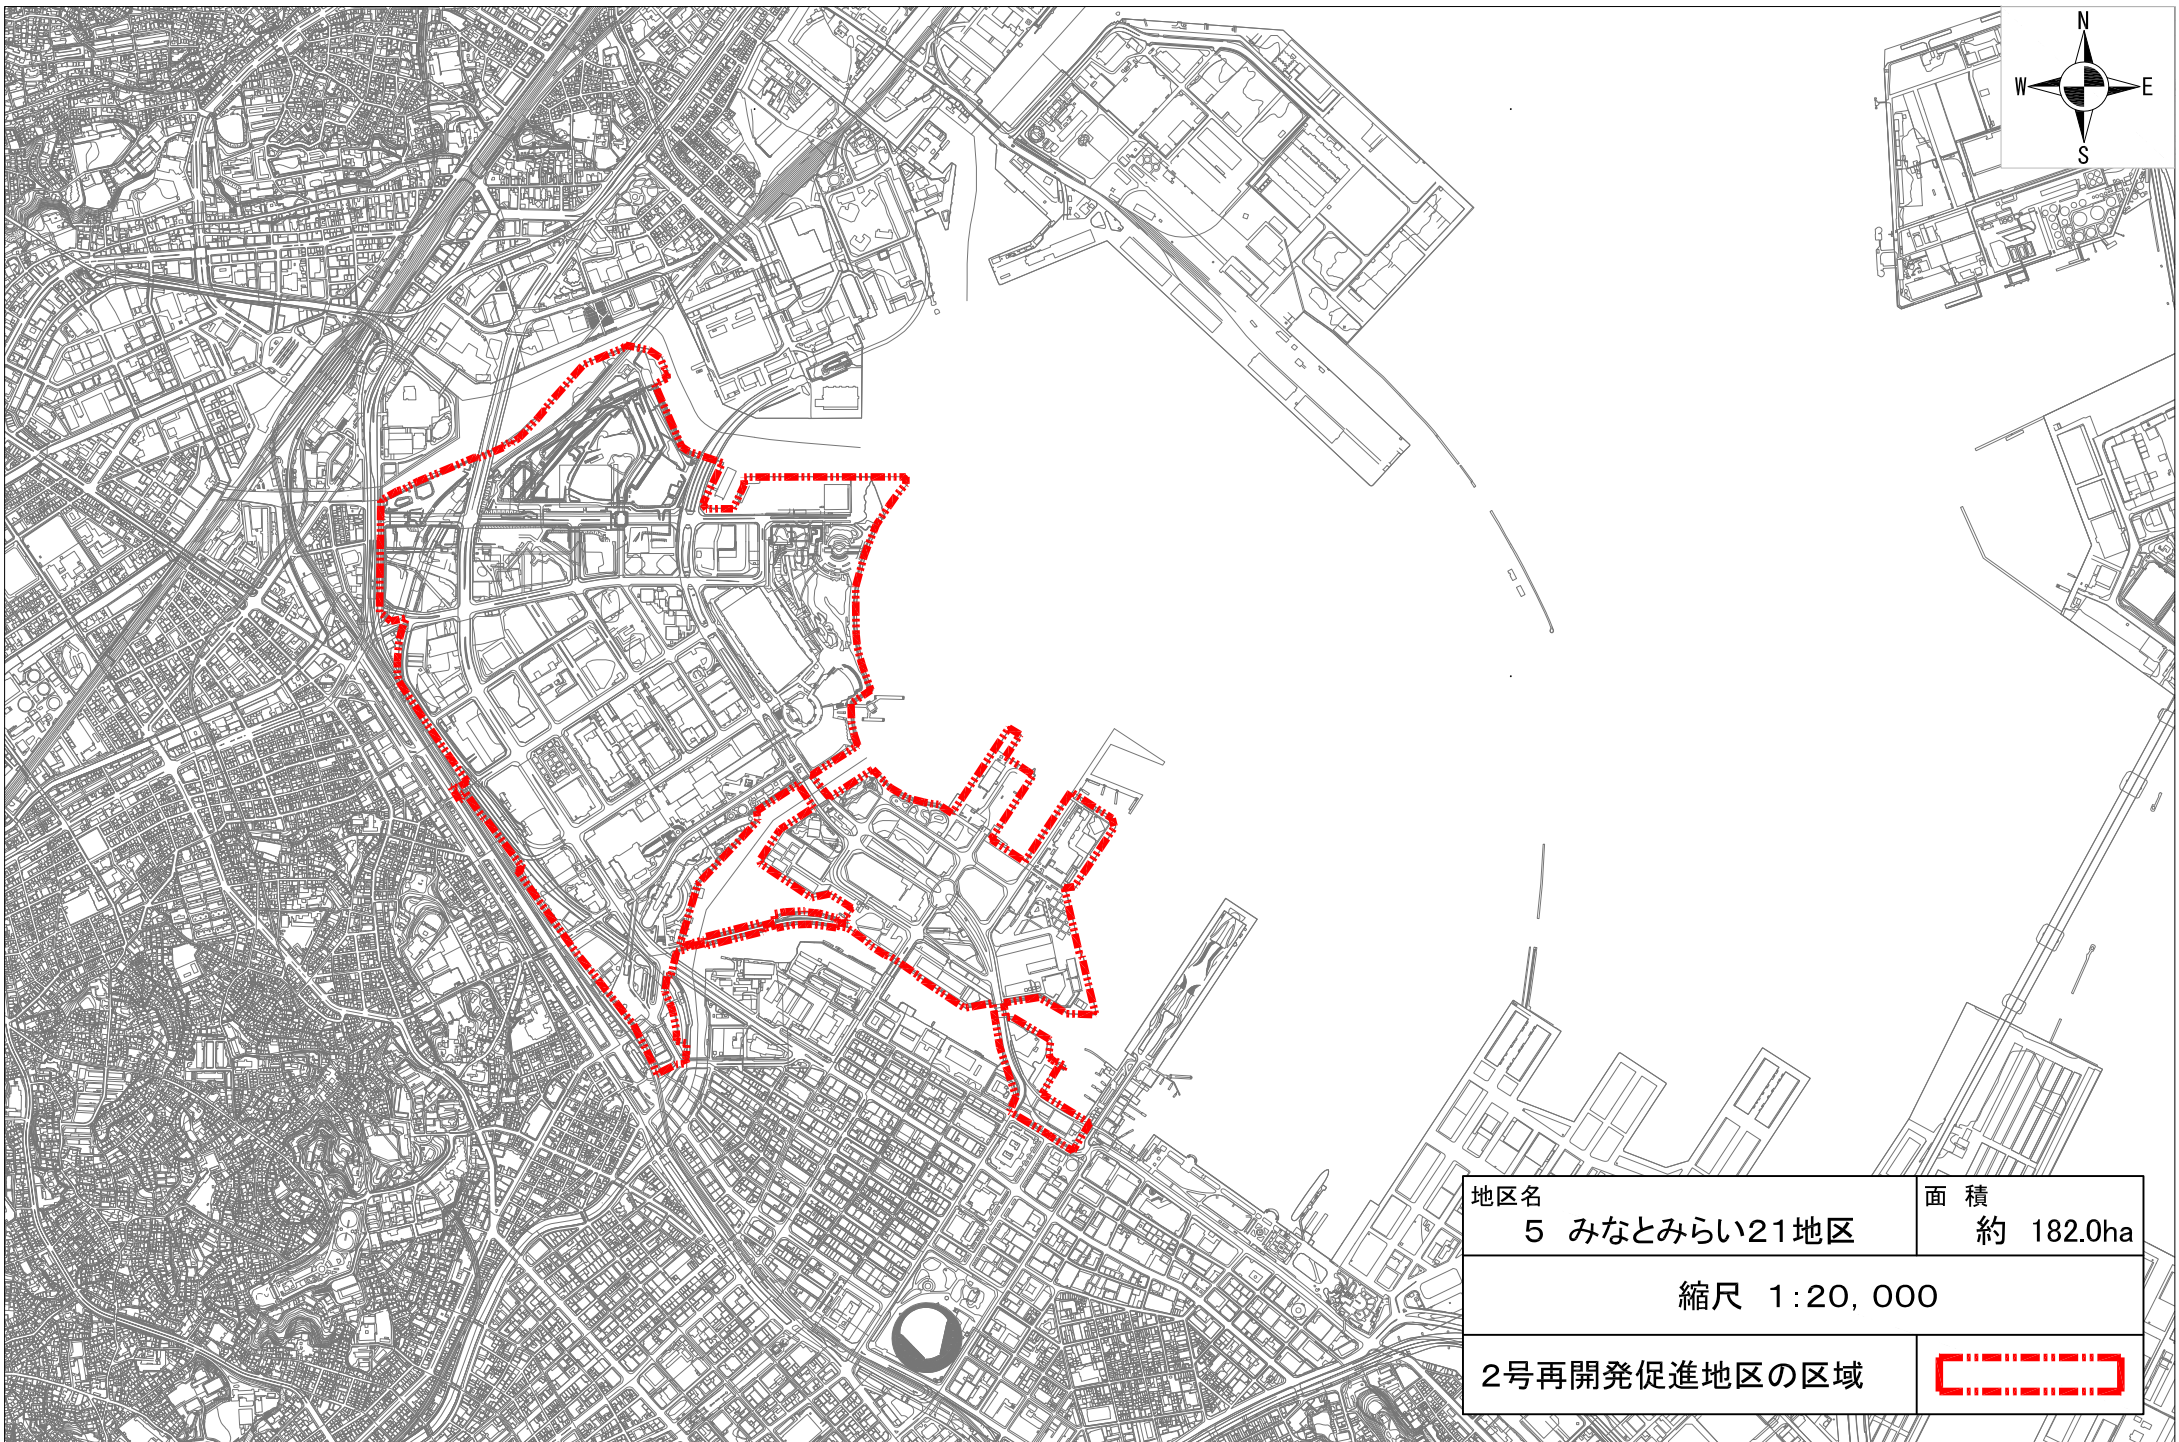 N
W E
S
地区名
5 みなとみらい21地区
面 積
約 182.0ha
縮尺 1:20,000
2号再開発促進地区の区域